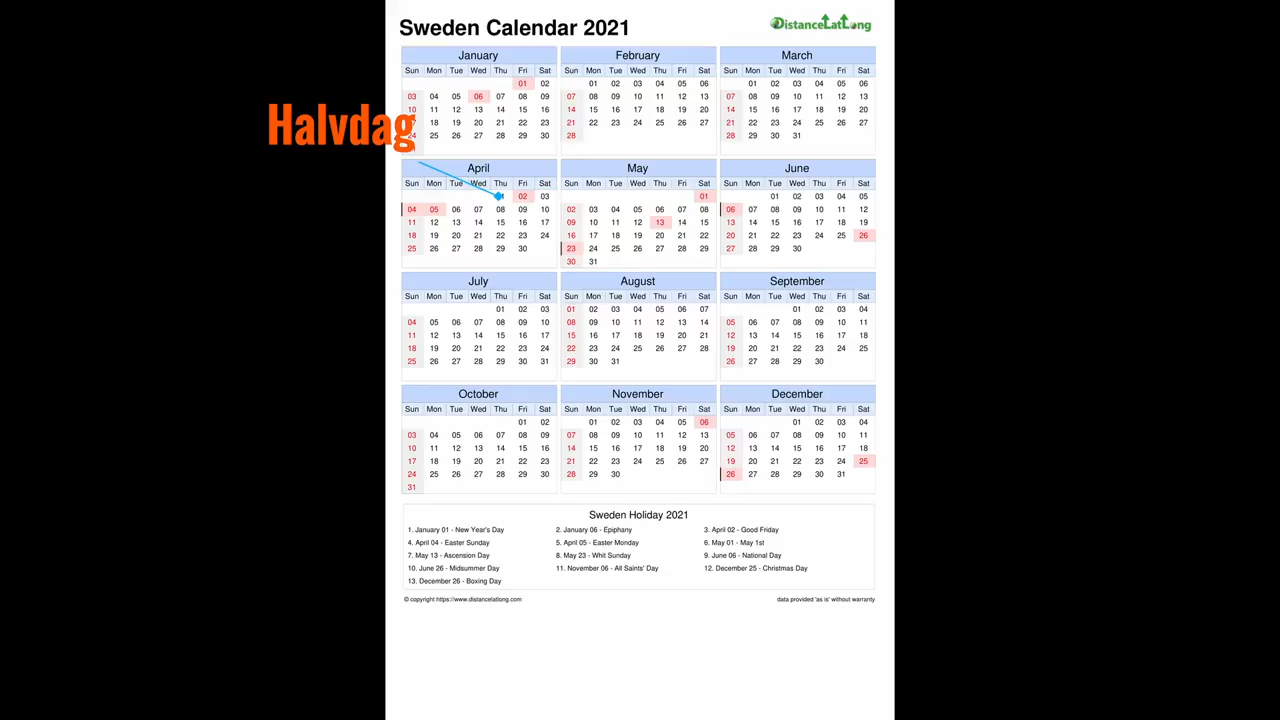 Sweden Calendar 2021
DistanceLatLong
Halvdag
January
Sun Mon Tue Wed Thu Fri Sat
01 02
03 04 05 06 07 08 09
10 11 12 13 14 15 16
18 19 20 21 22 23
24 25 26 27 28 29 30
February
Sun Mon Tue Wed Thu Fri Sat
01 02 03 04 05 06
07 08 09 10 11 12 13
14 15 16 17 18 19 20
21 22 23 24 25 26 27
28
March
Sun Mon Tue Wed Thu Fri Sat
01 02 03 04 05 06
07 08 09 10 11 12 13
14 15 16 17 18 19 20
21 22 23 24 25 26 27
28 29 30 31
April
Sun Mon Tue Wed Thu Fri Sat
02 03
04 05 06 07 08 09 10
11 12 13 14 15 16 17
18 19 20 21 22 23 24
25 26 27 28 29 30
May
Sun Mon Tue Wed Thu Fri Sat
01
02 03 04 05 06 07 08
09 10 11 12 13 14 15
16 17 18 19 20 21 22
23 24 25 26 27 28 29
30 31
June
Sun Mon Tue Wed Thu Fri Sat
01 02 03 04 05
06 07 08 09 10 11 12
13 14 15 16 17 18 19
20 21 22 23 24 25 26
27 28 29 30
July
Sun Mon Tue Wed Thu Fri Sat
01 02 03
04 05 06 07 08 09 10
11 12 13 14 15 16 17
18 19 20 21 22 23 24
25 26 27 28 29 30 31
August
Sun Mon Tue Wed Thu Fri Sat
01 02 03 04 05 06 07
08 09 10 11 12 13 14
15 16 17 18 19 20 21
22 23 24 25 26 27 28
29 30 31
September
Sun Mon Tue Wed Thu Fri Sat
01 02 03 04
05 06 07 08 09 10 11
12 13 14 15 16 17 18
19 20 21 22 23 24 25
26 27 28 29 30
October
Sun Mon Tue Wed Thu Fri Sat
01 02
03 04 05 06 07 08 09
10 11 12 13 14 15 16
17 18 19 20 21 22 23
24 25 26 27 28 29 30
31
November
Sun Mon Tue Wed Thu Fri Sat
01 02 03 04 05 06
07 08 09 10 11 12 13
14 15 16 17 18 19 20
21 22 23 24 25 26 27
28 29 30
December
Sun Mon Tue Wed Thu Fri Sat
01 02 03 04
05 06 07 08 09 10 11
12 13 14 15 16 17 18
19 20 21 22 23 24 25
26 27 28 29 30 31
Sweden Holiday 2021
1. January 01 - New Year's Day 2. January 06 - Epiphany 3. April 02 - Good Friday
4. April 04 - Easter Sunday 5. April 05 - Easter Monday 6. May 01 - May 1st
7. May 13 - Ascension Day 8. May 23 - Whit Sunday 9. June 06 - National Day
10. June 26 - Midsummer Day 11. November 06 - All Saints' Day 12. December 25 - Christmas Day
13. December 26 - Boxing Day
© copyright https://www.distancelatlong.com data provided 'as is' without warranty